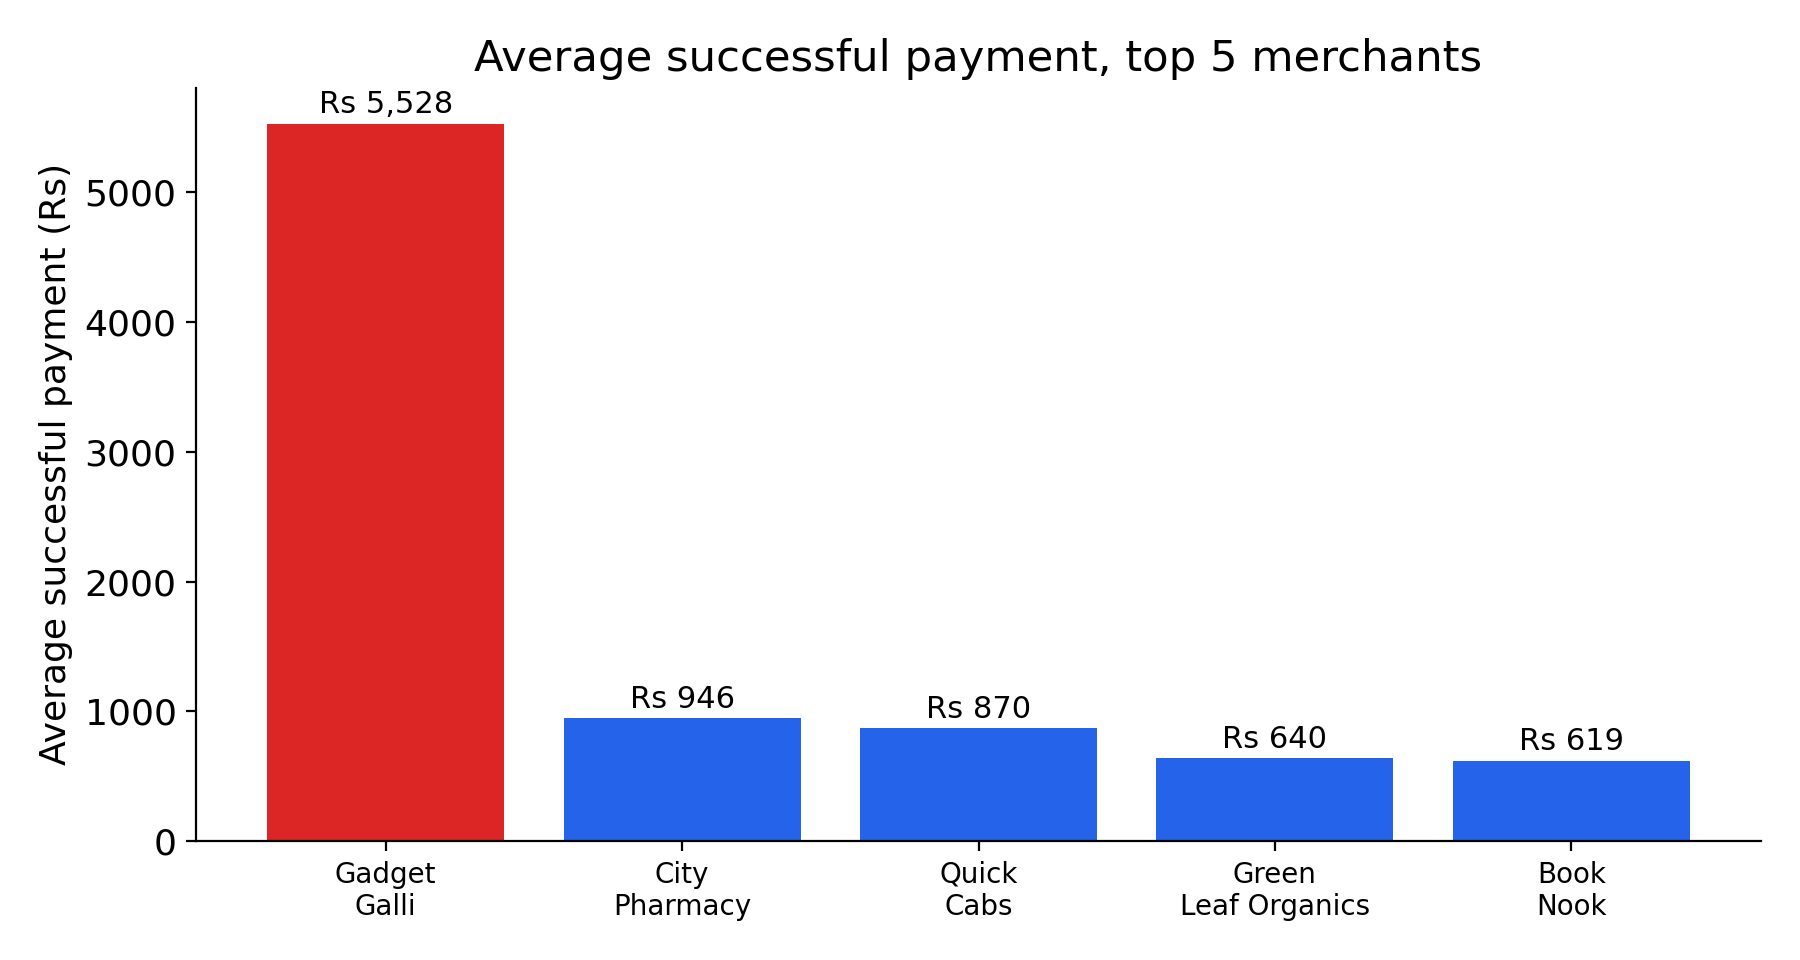 Average successful payment, top 5 merchants
Average successful payment (Rs)
5000
4000
3000
2000
1000
0
Rs 5,528
Rs 946
Rs 870
Rs 640
Rs 619
Gadget
Galli
City
Pharmacy
Quick
Cabs
Green
Leaf Organics
Book
Nook